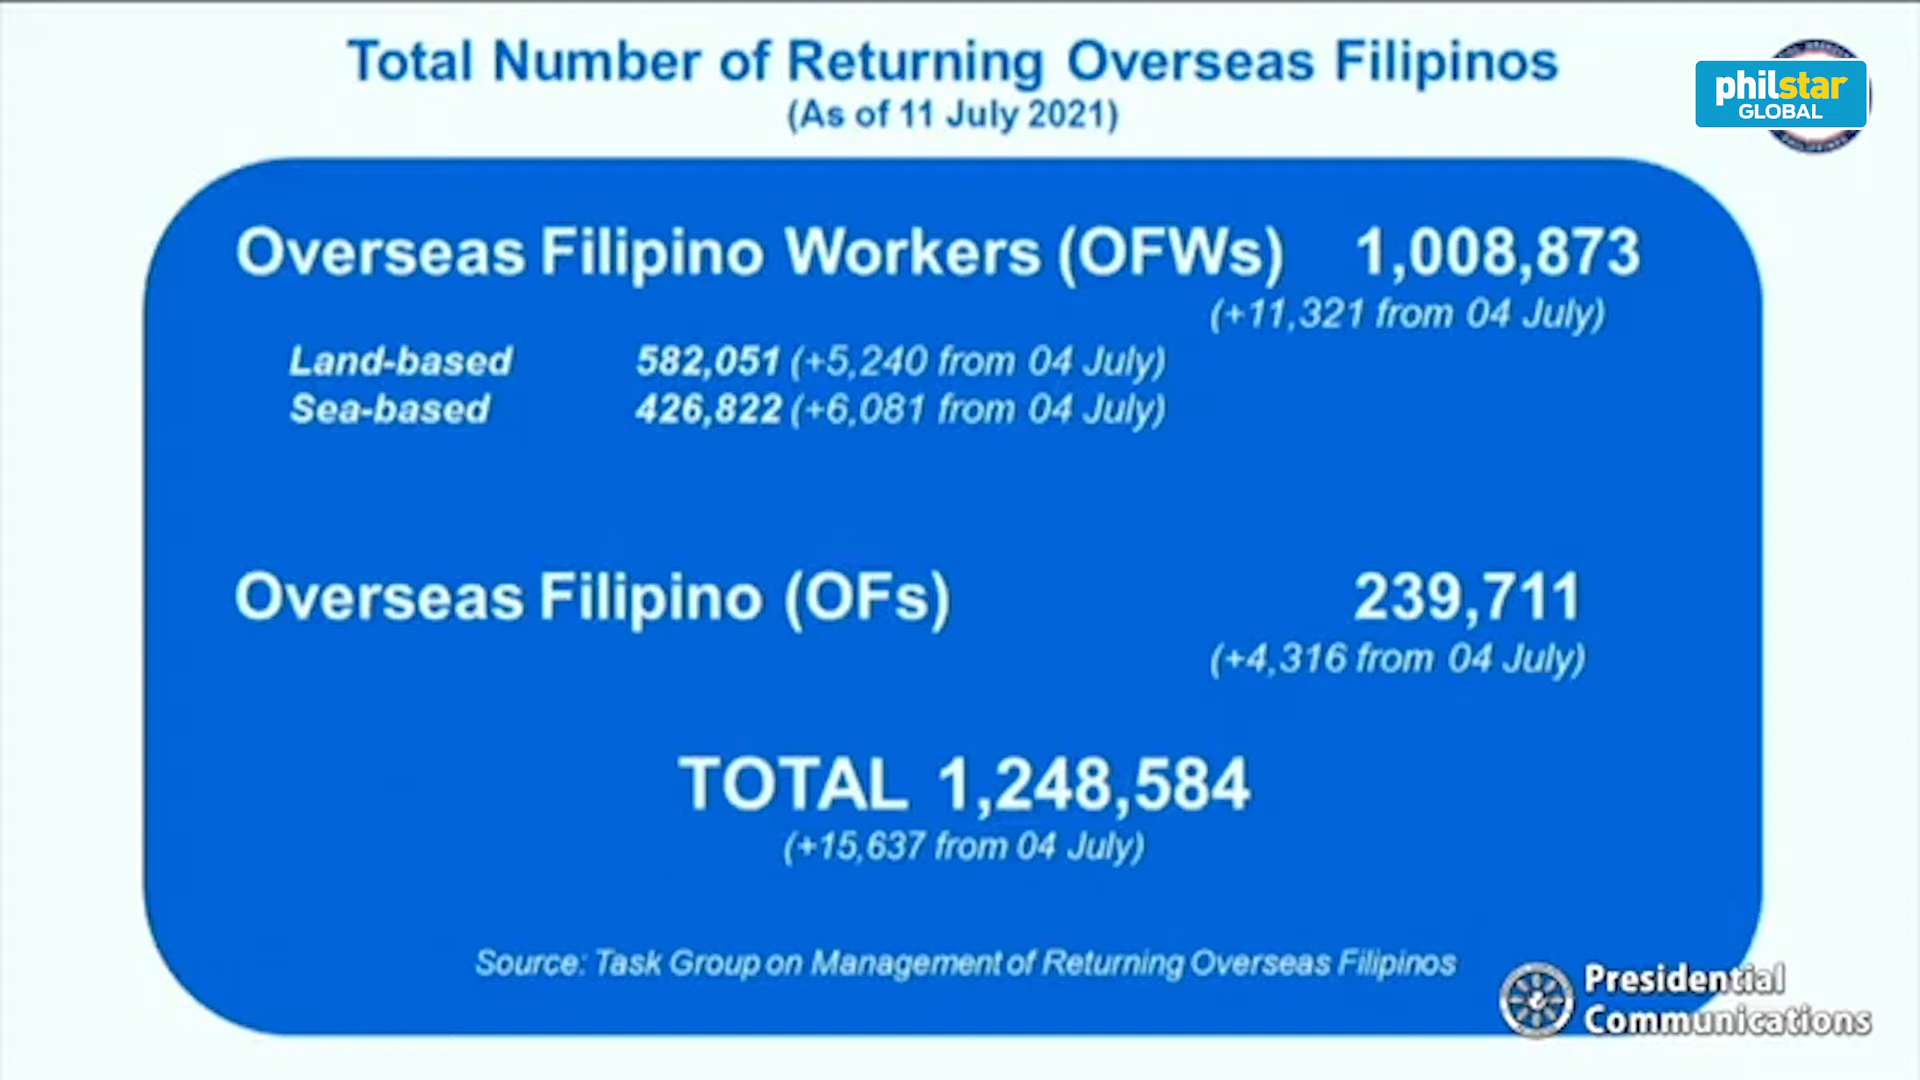 Total Number of Returning Overseas Filipinos
(As of 11 July 2021)
philstar
GLOBAL
Overseas Filipino Workers (OFWs) 1,008,873
(+11,321 from 04 July)
Land-based 582,051 (+5,240 from 04 July)
Sea-based 426,822 (+6,081 from 04 July)
Overseas Filipino (OFs) 239,711
(+4,316 from 04 July)
TOTAL 1,248,584
(+15,637 from 04 July)
Source: Task Group on Management of Returning Overseas Filipinos
Presidential
Communications